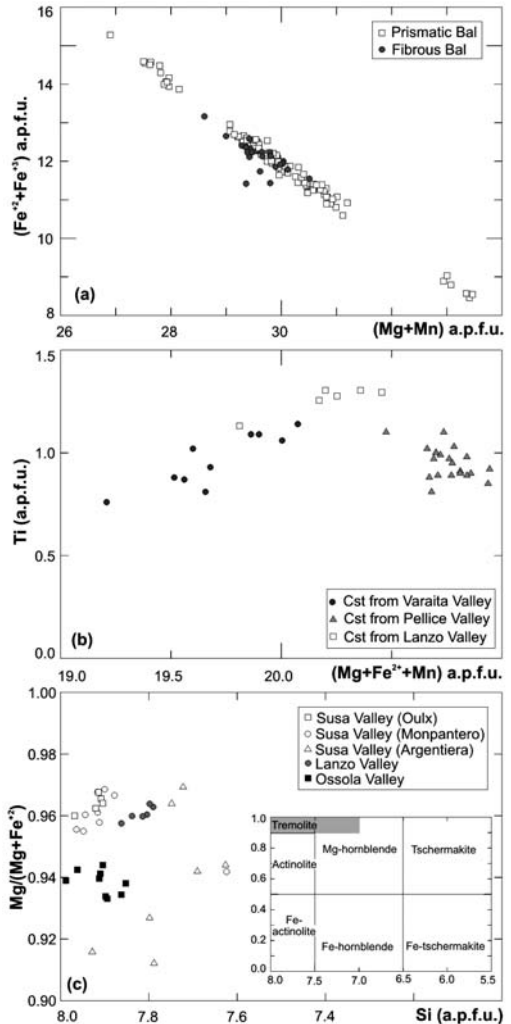 16
14
12
10
8
(Fe+2+Fe+3) a.p.f.u.
Prismatic Bal
Fibrous Bal
(a)
26 28 30 (Mg+Mn) a.p.f.u.
1.5
1.0
0.5
0.0
Ti (a.p.f.u.)
Cst from Varaita Valley
Cst from Pellice Valley
Cst from Lanzo Valley
(b)
19.0 19.5 20.0 (Mg+Fe2++Mn) a.p.f.u.
1.00
0.98
0.96
0.94
0.92
0.90
Mg/(Mg+Fe+2)
Susa Valley (Oulx)
Susa Valley (Monpantero)
Susa Valley (Argentiera)
Lanzo Valley
Ossola Valley
1.0
0.8
0.6
0.4
0.2
0.0
Tremolite
Actinolite
Mg-hornblende
Tschermakite
Fe-
actinolite
Fe-hornblende
Fe-tschermakite
8.0 7.5 7.0 6.5 6.0 5.5
(c)
8.0 7.8 7.6 7.4 Si (a.p.f.u.)